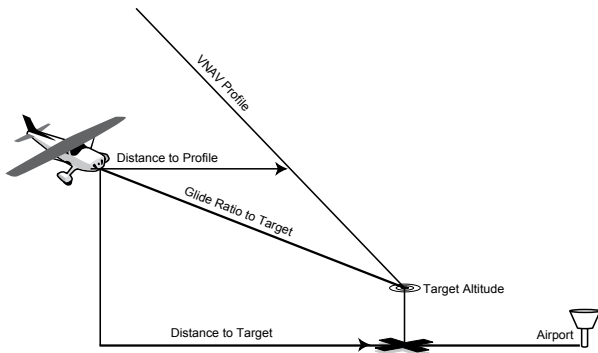 VNAV Profile
Distance to Profile
Glide Ratio to Target
Target Altitude
Distance to Target
Airport